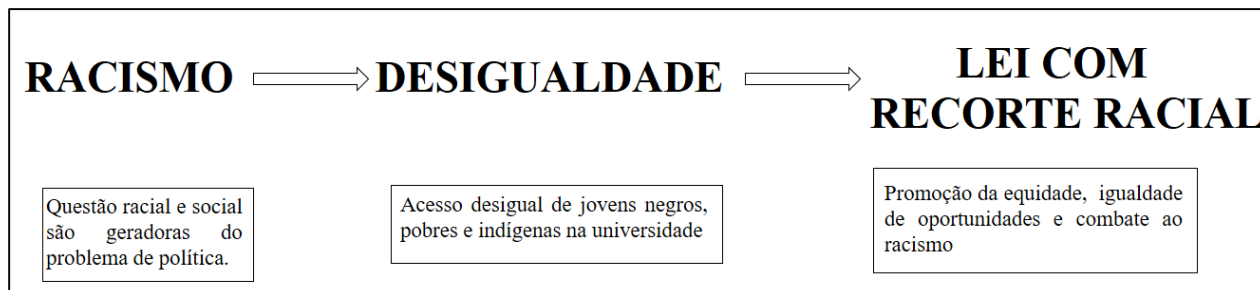 RACISMO
DESIGUALDADE
LEI COM
RECORTE RACIAL
Questão racial e social
são geradoras do
problema de política.
Acesso desigual de jovens negros,
pobres e indígenas na universidade
Promoção da equidade, igualdade
de oportunidades e combate ao
racismo